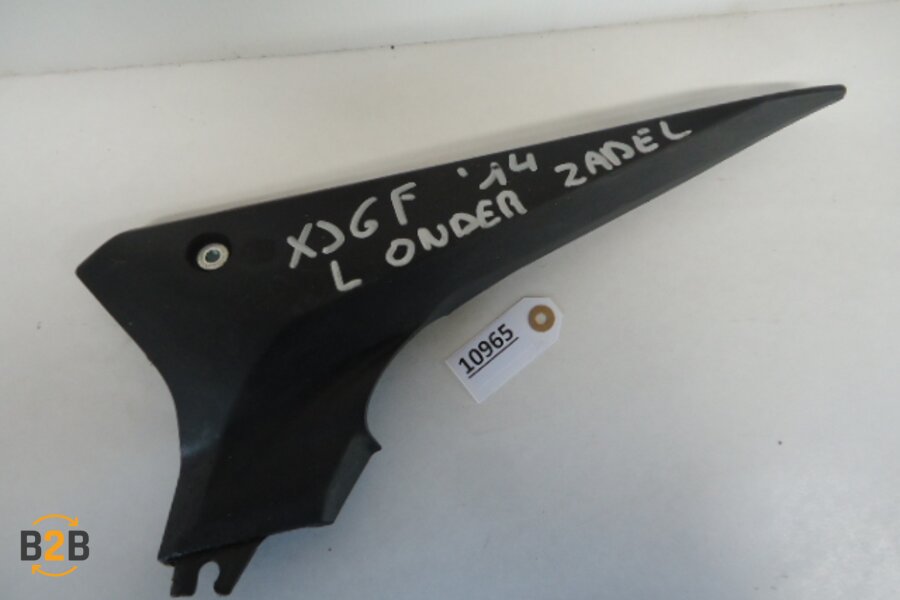 XJ6F '14
L ONDER ZADEL
10965
B2B